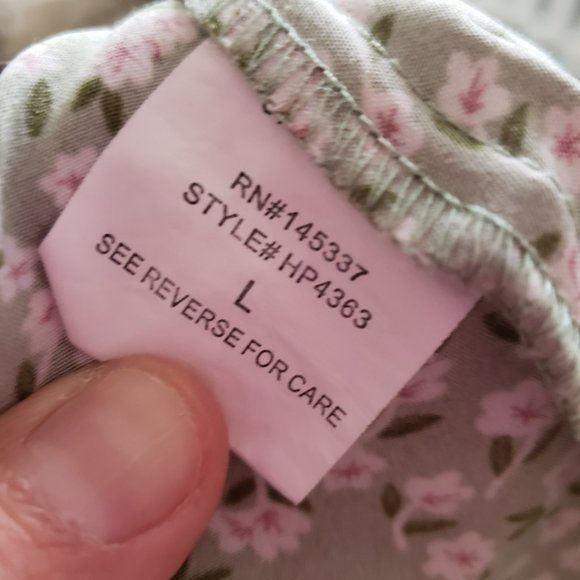 RN#145337
STYLE# HP4363
L
SEE REVERSE FOR CARE